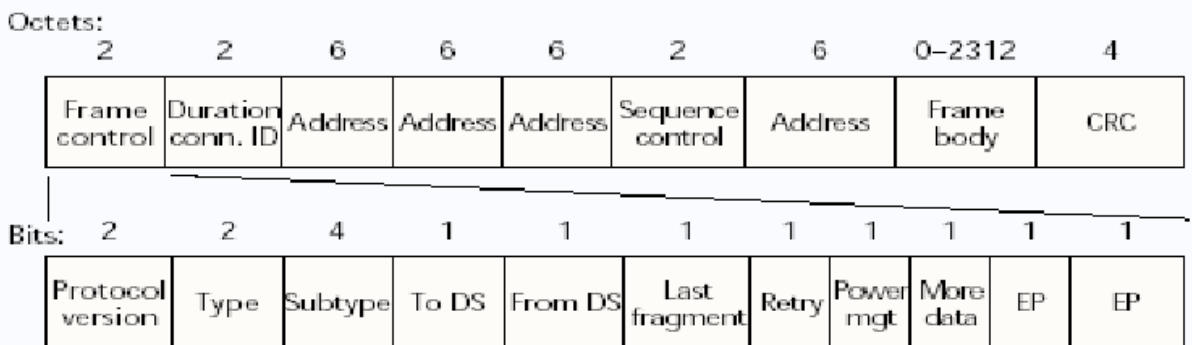 Octets:
2 2 6 6 6 2 6 0–2312 4
Frame control Duration conn. ID Address Address Address Sequence control Address Frame body CRC
Bits: 2 2 4 1 1 1 1 1 1 1 1
Protocol version Type Subtype To DS From DS Last fragment Retry Power mgt More data EP EP